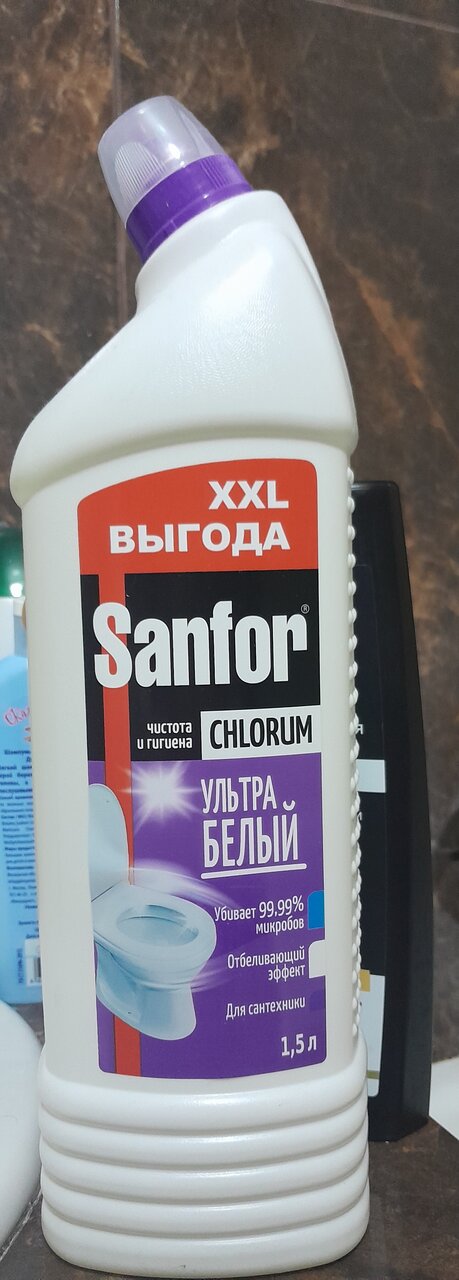 XXL
ВЫГОДА
Sanfor®
чистота
и гигиена
CHLORUM
УЛЬТРА
БЕЛЫЙ
Убивает 99,99%
микробов
Отбеливающий
эффект
Для сантехники
1,5 л